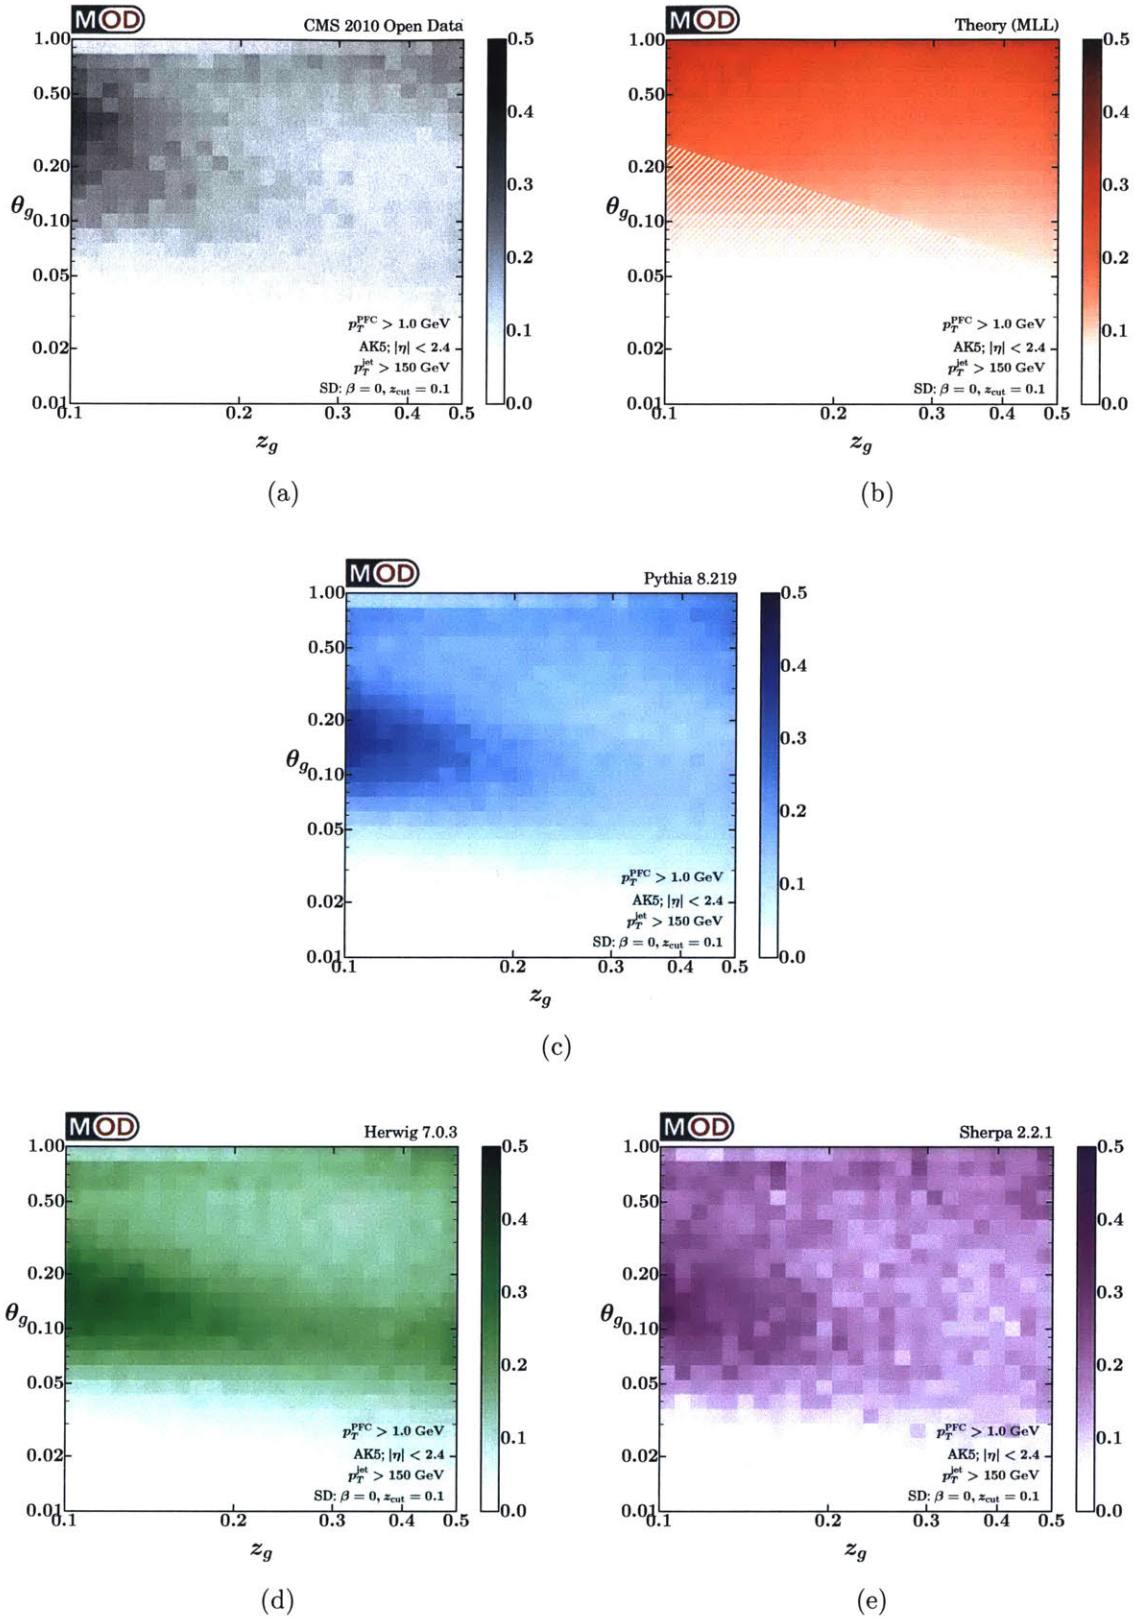 MOD CMS 2010 Open Data
1.00
0.50
0.20
θg 0.10
0.05
0.02
0.01
0.1 0.2 0.3 0.4 0.5
zg
0.5
0.4
0.3
0.2
0.1
0.0
p_T^PFC > 1.0 GeV
AK5; |η| < 2.4
p_T^jet > 150 GeV
SD: β = 0, z_cut = 0.1
(a)
MOD Theory (MLL)
1.00
0.50
0.20
θg 0.10
0.05
0.02
0.01
0.1 0.2 0.3 0.4 0.5
zg
0.5
0.4
0.3
0.2
0.1
0.0
p_T^PFC > 1.0 GeV
AK5; |η| < 2.4
p_T^jet > 150 GeV
SD: β = 0, z_cut = 0.1
(b)
MOD Pythia 8.219
1.00
0.50
0.20
θg 0.10
0.05
0.02
0.01
0.1 0.2 0.3 0.4 0.5
zg
0.5
0.4
0.3
0.2
0.1
0.0
p_T^PFC > 1.0 GeV
AK5; |η| < 2.4
p_T^jet > 150 GeV
SD: β = 0, z_cut = 0.1
(c)
MOD Herwig 7.0.3
1.00
0.50
0.20
θg 0.10
0.05
0.02
0.01
0.1 0.2 0.3 0.4 0.5
zg
0.5
0.4
0.3
0.2
0.1
0.0
p_T^PFC > 1.0 GeV
AK5; |η| < 2.4
p_T^jet > 150 GeV
SD: β = 0, z_cut = 0.1
(d)
MOD Sherpa 2.2.1
1.00
0.50
0.20
θg 0.10
0.05
0.02
0.01
0.1 0.2 0.3 0.4 0.5
zg
0.5
0.4
0.3
0.2
0.1
0.0
p_T^PFC > 1.0 GeV
AK5; |η| < 2.4
p_T^jet > 150 GeV
SD: β = 0, z_cut = 0.1
(e)